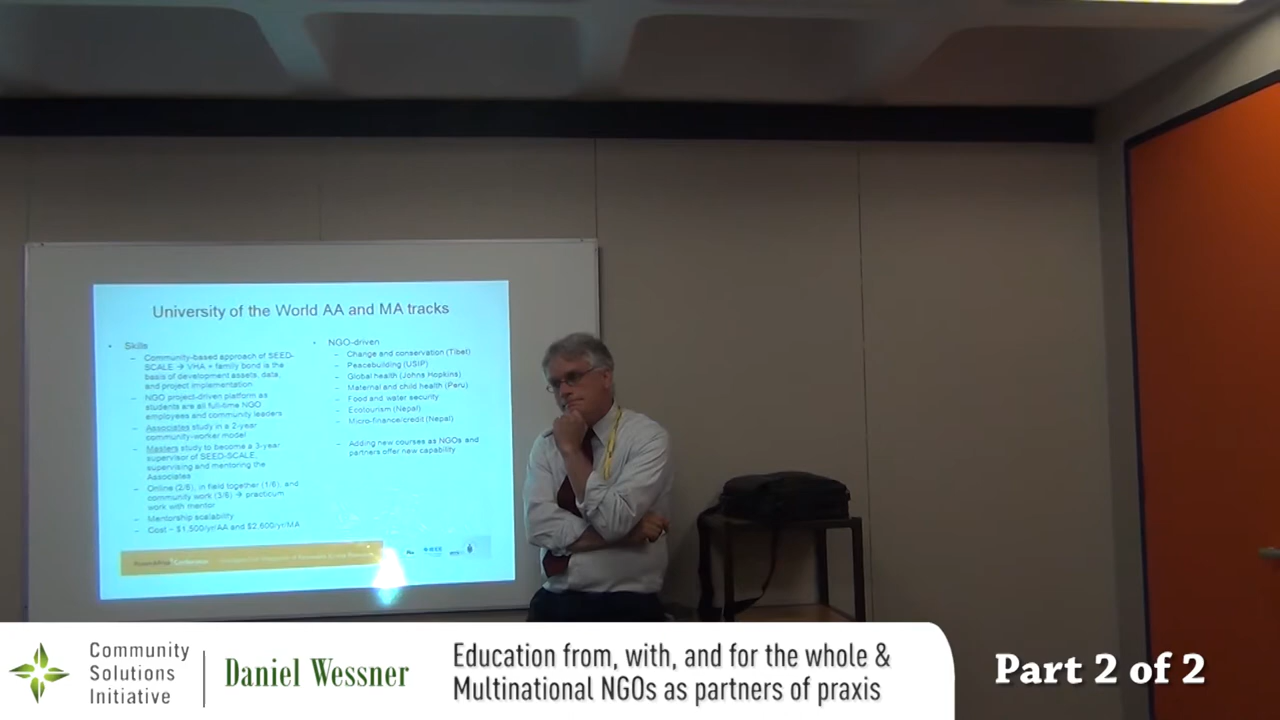 University of the World AA and MA tracks
• Skills
– Community-based approach of SEED-
SCALE → VHA + family bond is the
basis of development assets, data,
and project implementation
– NGO project-driven platform as
students are all full-time NGO
employees and community leaders
– Associates study in a 2-year
community-worker model
– Masters study to become a 3-year
supervisor of SEED-SCALE,
supervising and mentoring the
Associates
– Online (2/6), in field together (1/6), and
community work (3/6) → practicum
work with mentor
– Mentorship scalability
– Cost ~ $1,500/yr/AA and $2,600/yr/MA
• NGO-driven
– Change and conservation (Tibet)
– Peacebuilding (USIP)
– Global health (Johns Hopkins)
– Maternal and child health (Peru)
– Food and water security
– Ecotourism (Nepal)
– Micro-finance/credit (Nepal)
– Adding new courses as NGOs and
partners offer new capability
Conference
IEEE
Community
Solutions
Initiative
Daniel Wessner
Education from, with, and for the whole &
Multinational NGOs as partners of praxis
Part 2 of 2